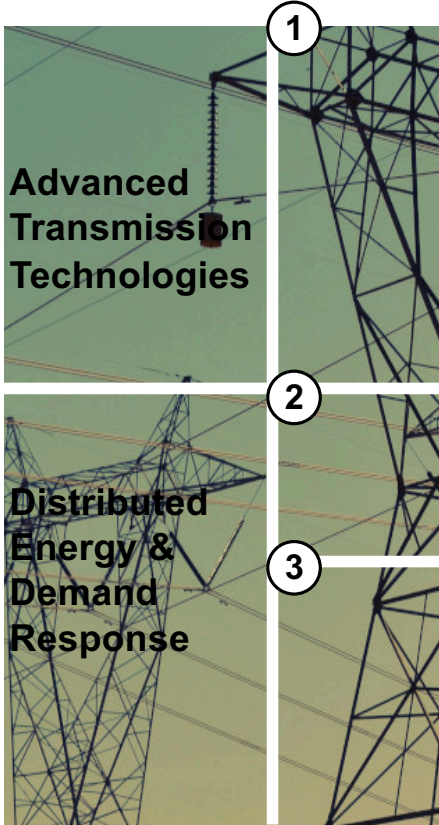 1
Advanced
Transmission
Technologies
2
Distributed
Energy &
Demand
Response
3